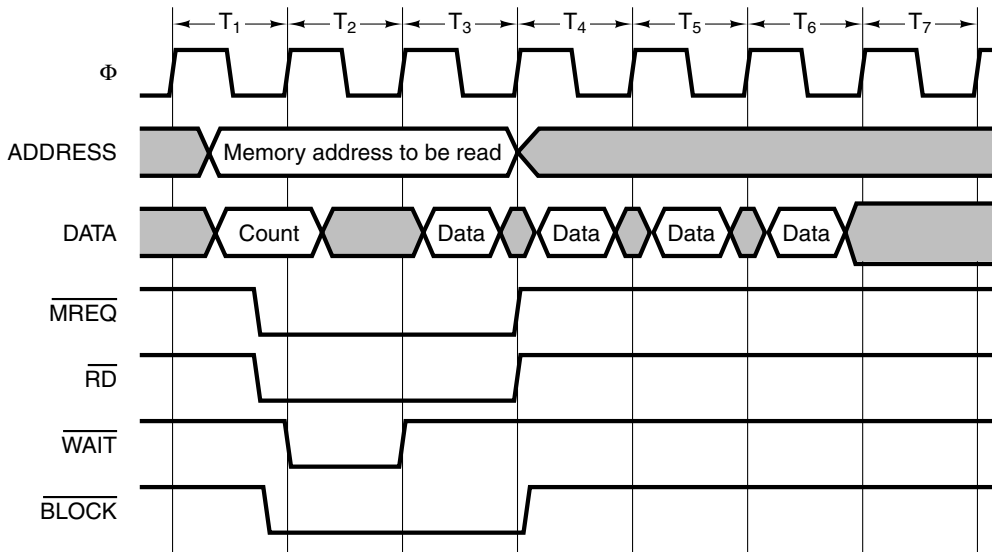 T1 T2 T3 T4 T5 T6 T7
Φ
ADDRESS Memory address to be read
DATA Count Data Data Data Data
MREQ
RD
WAIT
BLOCK